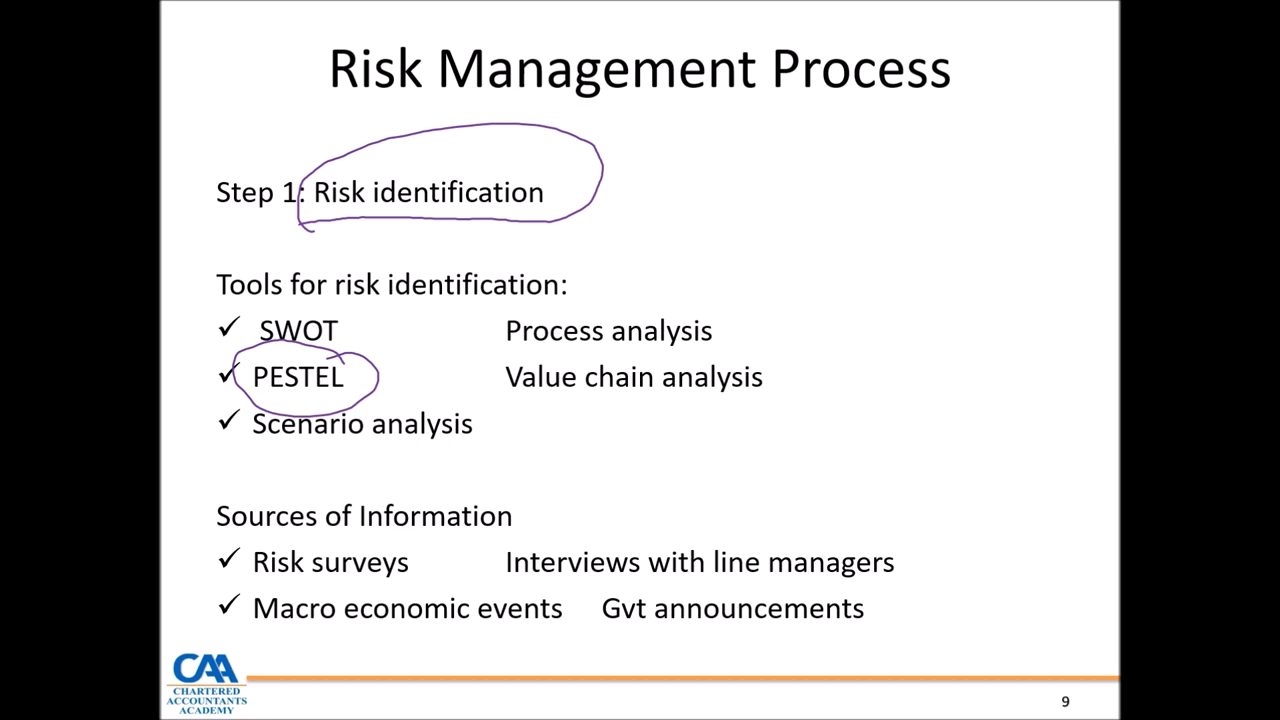 Risk Management Process
Step 1: Risk identification
Tools for risk identification:
✓ SWOT Process analysis
✓ PESTEL Value chain analysis
✓ Scenario analysis
Sources of Information
✓ Risk surveys Interviews with line managers
✓ Macro economic events Gvt announcements
CAA
CHARTERED
ACCOUNTANTS
ACADEMY
9